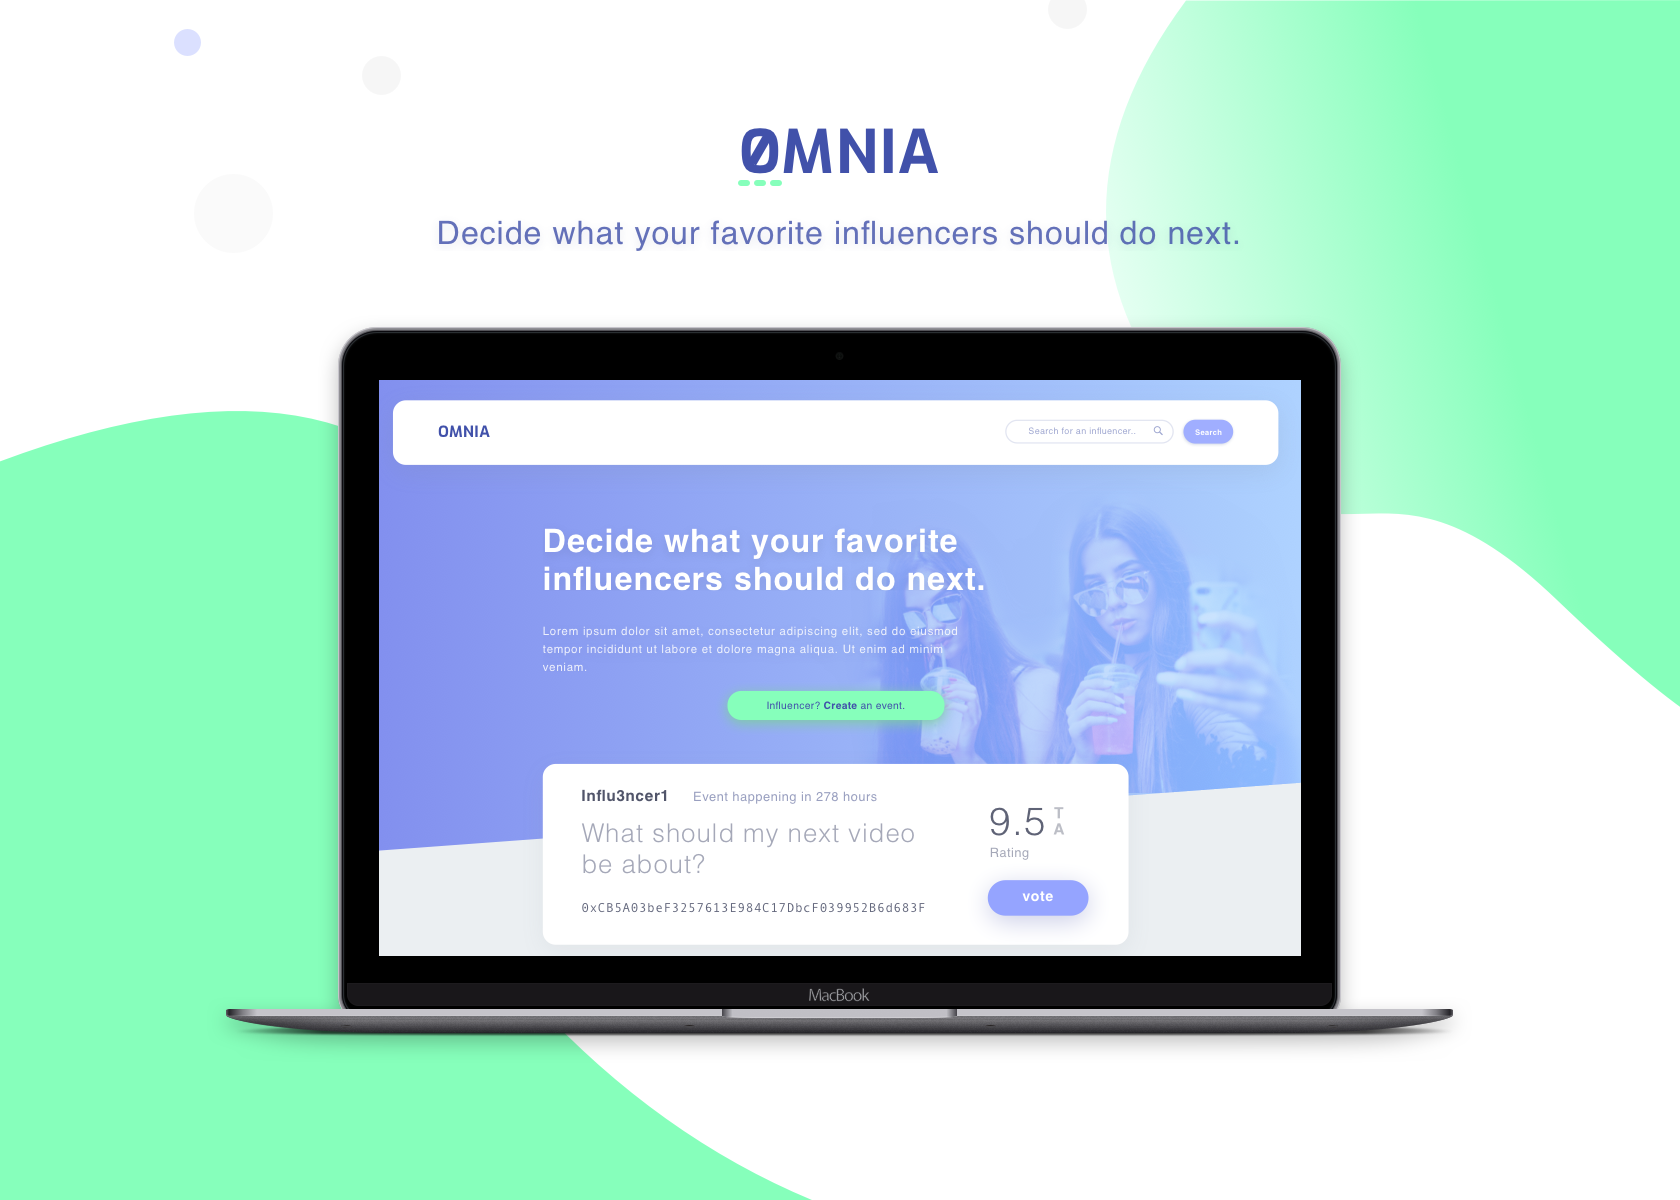 0MNIA
Decide what your favorite influencers should do next.
OMNIA
Search for an influencer..
Search
Decide what your favorite
influencers should do next.
Lorem ipsum dolor sit amet, consectetur adipiscing elit, sed do eiusmod
tempor incididunt ut labore et dolore magna aliqua. Ut enim ad minim
veniam.
Influencer? Create an event.
Influ3ncer1 Event happening in 278 hours
What should my next video
be about?
0xCB5A03beF3257613E984C17DbcF039952B6d683F
9.5 T
A
Rating
vote
MacBook